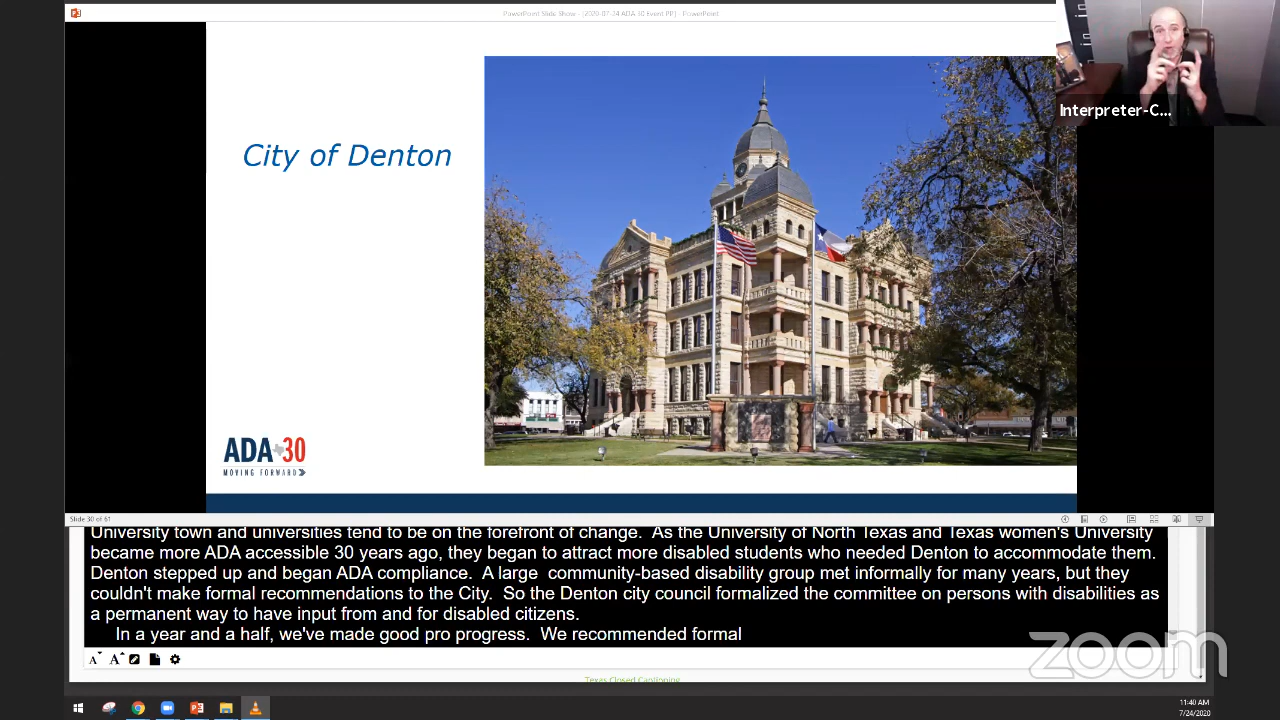 PowerPoint Slide Show - [2020-07-24 ADA 30 Event PP] - PowerPoint
Interpreter-C...
City of Denton
ADA 30
MOVING FORWARD
Slide 30 of 61
University town and universities tend to be on the forefront of change. As the University of North Texas and Texas women's University
became more ADA accessible 30 years ago, they began to attract more disabled students who needed Denton to accommodate them.
Denton stepped up and began ADA compliance. A large community-based disability group met informally for many years, but they
couldn't make formal recommendations to the City. So the Denton city council formalized the committee on persons with disabilities as
a permanent way to have input from and for disabled citizens.
In a year and a half, we've made good pro progress. We recommended formal
zoom
A A
Texas Closed Captioning
11:40 AM
7/24/2020